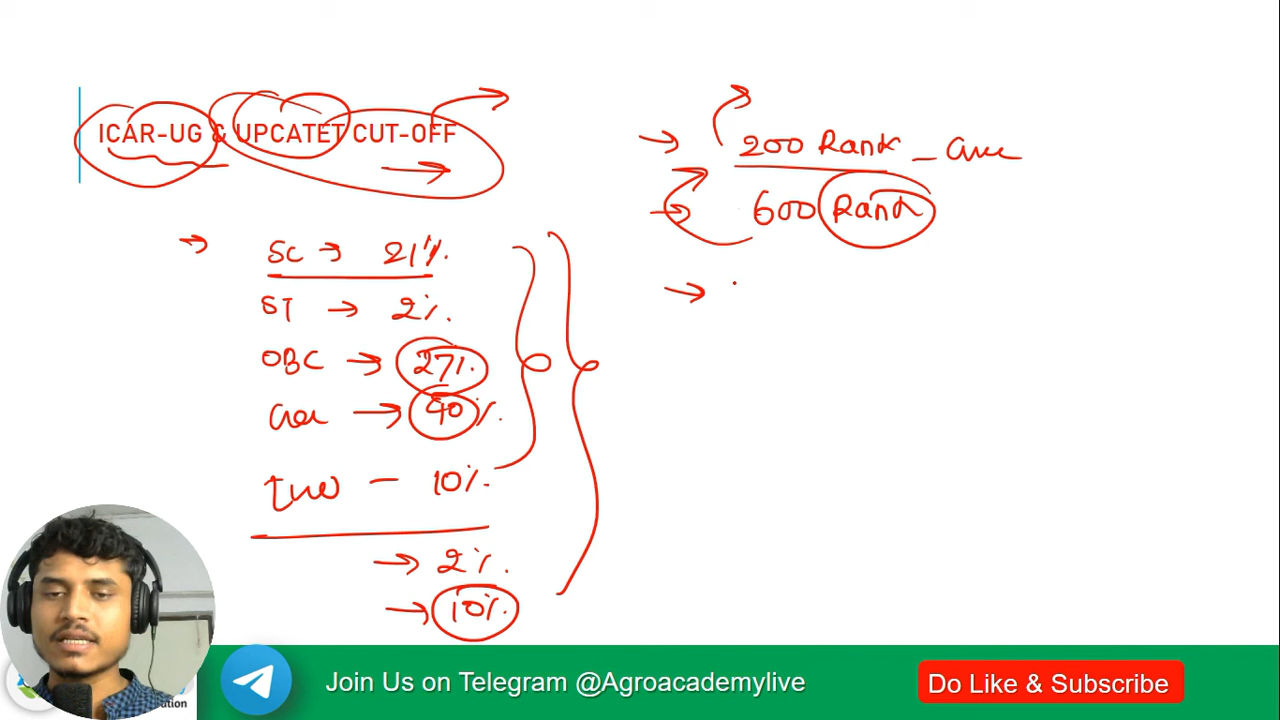 ICAR-UG & UPCATET CUT-OFF
SC → 21%.
ST → 2%.
OBC → 27%.
Gen → 40%.
EWS - 10%.
→ 2%.
→ 10%.
→ 200 Rank -
→ 600 Rank
→
Join Us on Telegram @Agroacademylive
Do Like & Subscribe